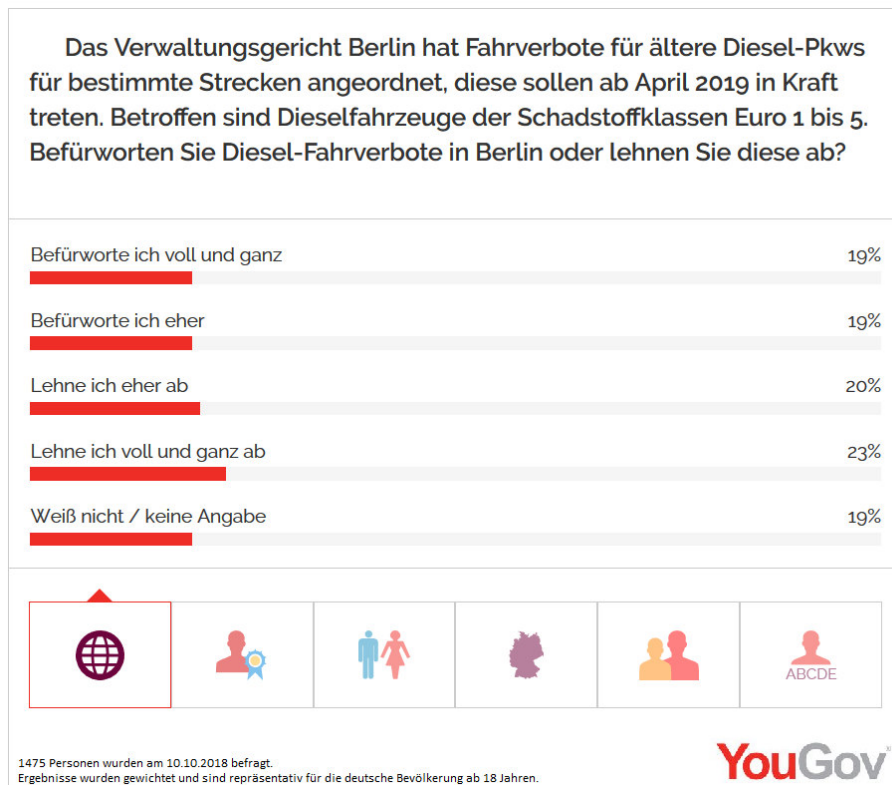 Das Verwaltungsgericht Berlin hat Fahrverbote für ältere Diesel-Pkws
für bestimmte Strecken angeordnet, diese sollen ab April 2019 in Kraft
treten. Betroffen sind Dieselfahrzeuge der Schadstoffklassen Euro 1 bis 5.
Befürworten Sie Diesel-Fahrverbote in Berlin oder lehnen Sie diese ab?
Befürworte ich voll und ganz 19%
Befürworte ich eher 19%
Lehne ich eher ab 20%
Lehne ich voll und ganz ab 23%
Weiß nicht / keine Angabe 19%
ABCDE
1475 Personen wurden am 10.10.2018 befragt.
Ergebnisse wurden gewichtet und sind repräsentativ für die deutsche Bevölkerung ab 18 Jahren.
YouGov